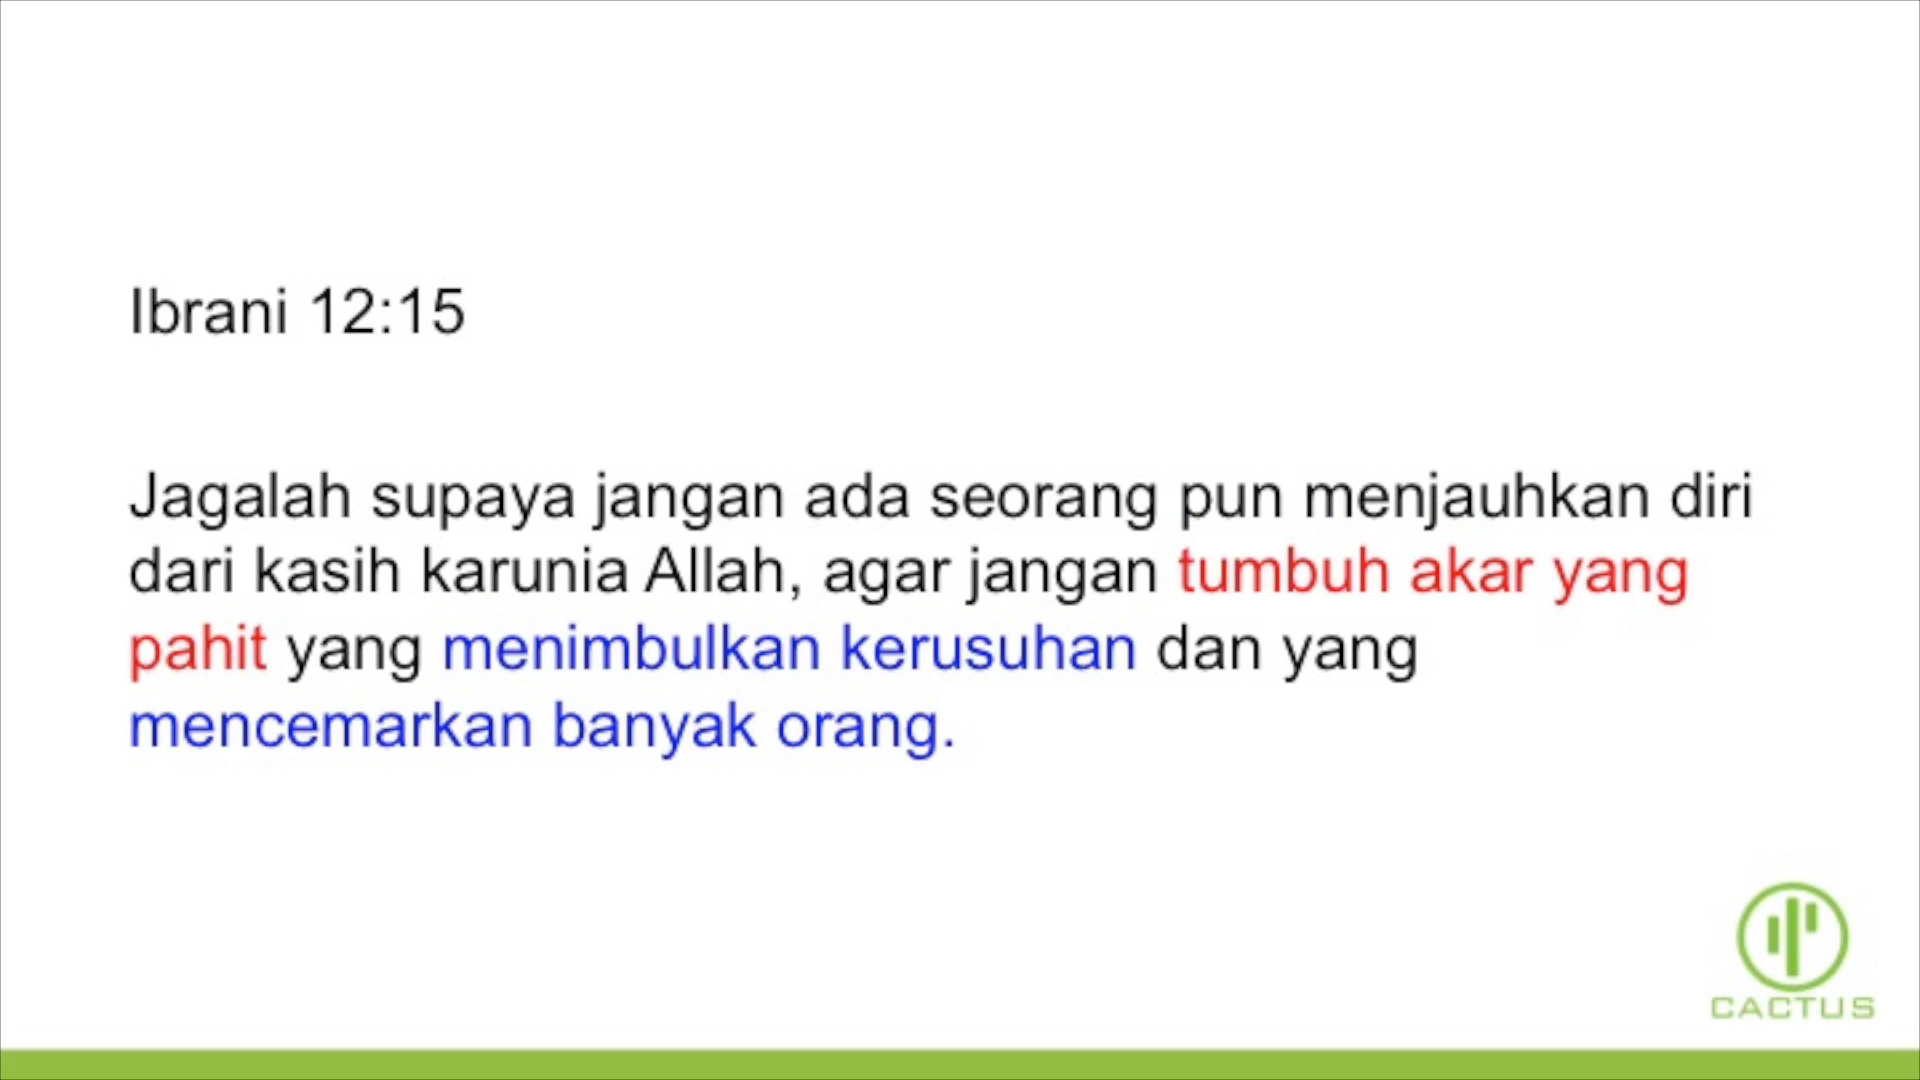 Ibrani 12:15
Jagalah supaya jangan ada seorang pun menjauhkan diri
dari kasih karunia Allah, agar jangan tumbuh akar yang
pahit yang menimbulkan kerusuhan dan yang
mencemarkan banyak orang.
CACTUS